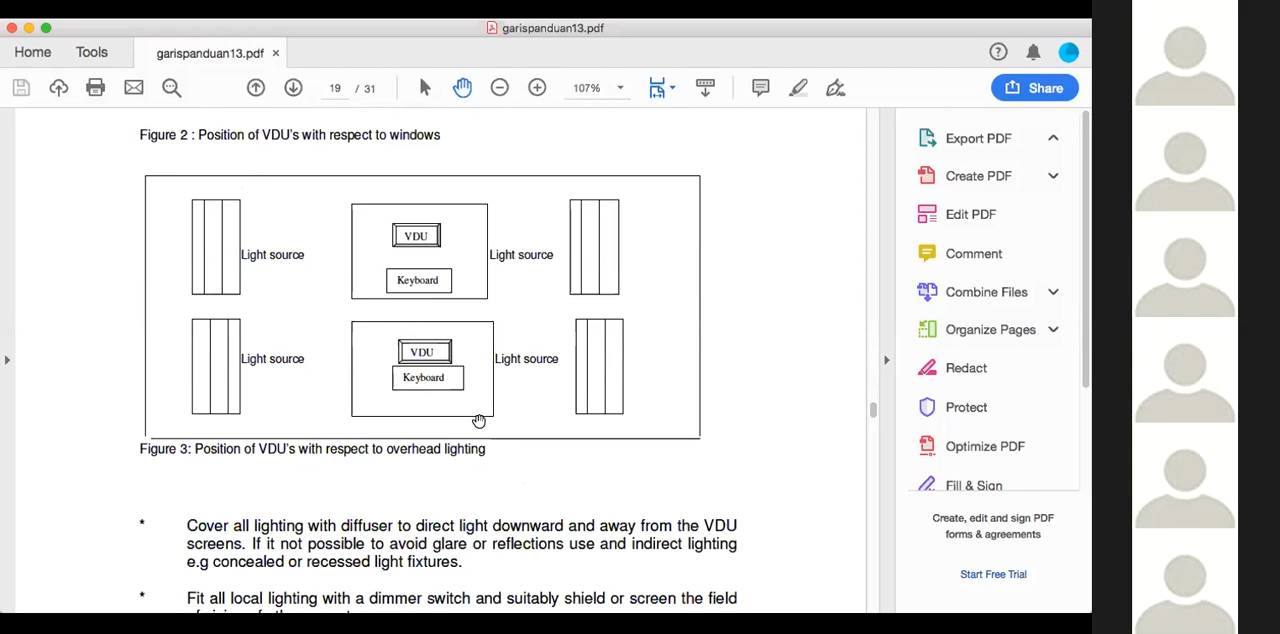 garispanduan13.pdf
Home
Tools
garispanduan13.pdf ×
19 / 31
107%
Share
Figure 2 : Position of VDU's with respect to windows
VDU
Light source
Light source
Keyboard
VDU
Light source
Light source
Keyboard
Figure 3: Position of VDU's with respect to overhead lighting
* Cover all lighting with diffuser to direct light downward and away from the VDU
screens. If it not possible to avoid glare or reflections use and indirect lighting
e.g concealed or recessed light fixtures.
* Fit all local lighting with a dimmer switch and suitably shield or screen the field
Export PDF
Create PDF
Edit PDF
Comment
Combine Files
Organize Pages
Redact
Protect
Optimize PDF
Fill & Sign
Create, edit and sign PDF
forms & agreements
Start Free Trial